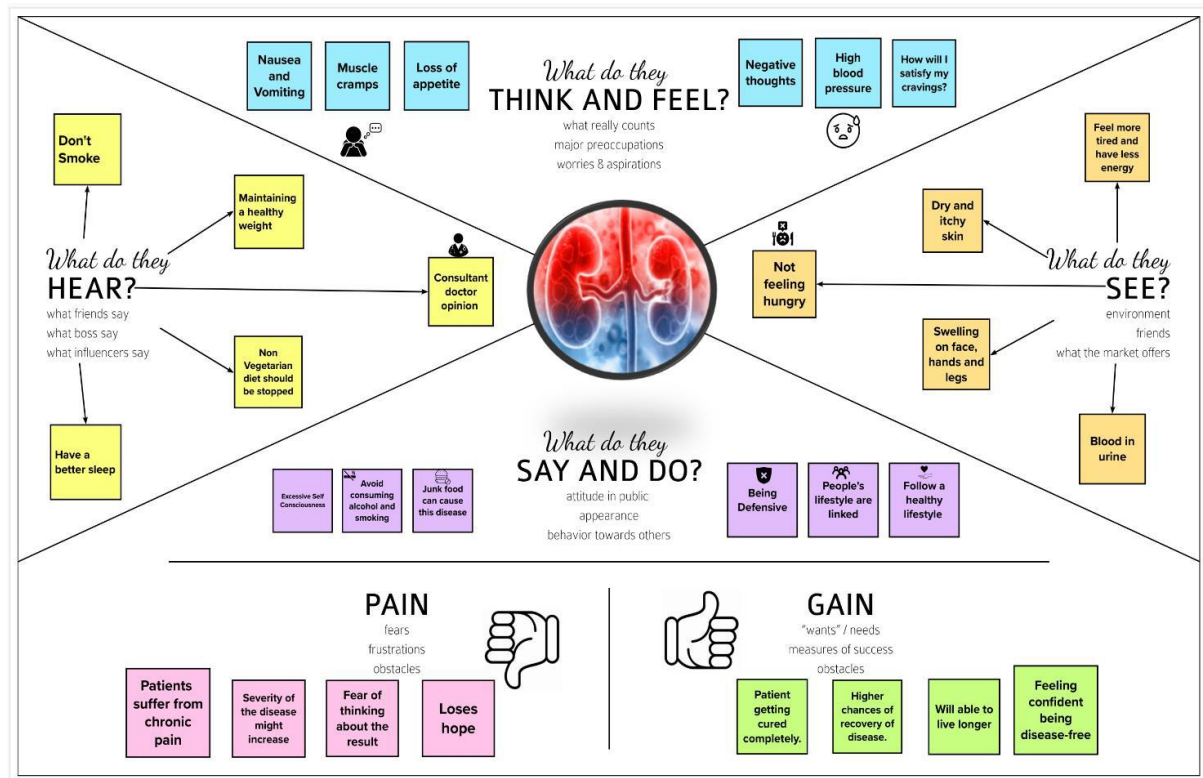 What do they
THINK AND FEEL?
what really counts
major preoccupations
worries & aspirations
Nausea
and
Vomiting
Muscle
cramps
Loss of
appetite
Negative
thoughts
High
blood
pressure
How will I
satisfy my
cravings?
What do they
HEAR?
what friends say
what boss say
what influencers say
Don't
Smoke
Maintaining
a healthy
weight
Consultant
doctor
opinion
Non
Vegetarian
diet should
be stopped
Have a
better sleep
What do they
SEE?
environment
friends
what the market offers
Feel more
tired and
have less
energy
Dry and
itchy
skin
Not
feeling
hungry
Swelling
on face,
hands and
legs
Blood in
urine
What do they
SAY AND DO?
attitude in public
appearance
behavior towards others
Excessive Self
Consciousness
Avoid
consuming
alcohol and
smoking
Junk food
can cause
this disease
Being
Defensive
People's
lifestyle are
linked
Follow a
healthy
lifestyle
PAIN
fears
frustrations
obstacles
Patients
suffer from
chronic
pain
Severity of
the disease
might
increase
Fear of
thinking
about the
result
Loses
hope
GAIN
"wants" / needs
measures of success
obstacles
Patient
getting
cured
completely.
Higher
chances of
recovery of
disease.
Will able to
live longer
Feeling
confident
being
disease-free